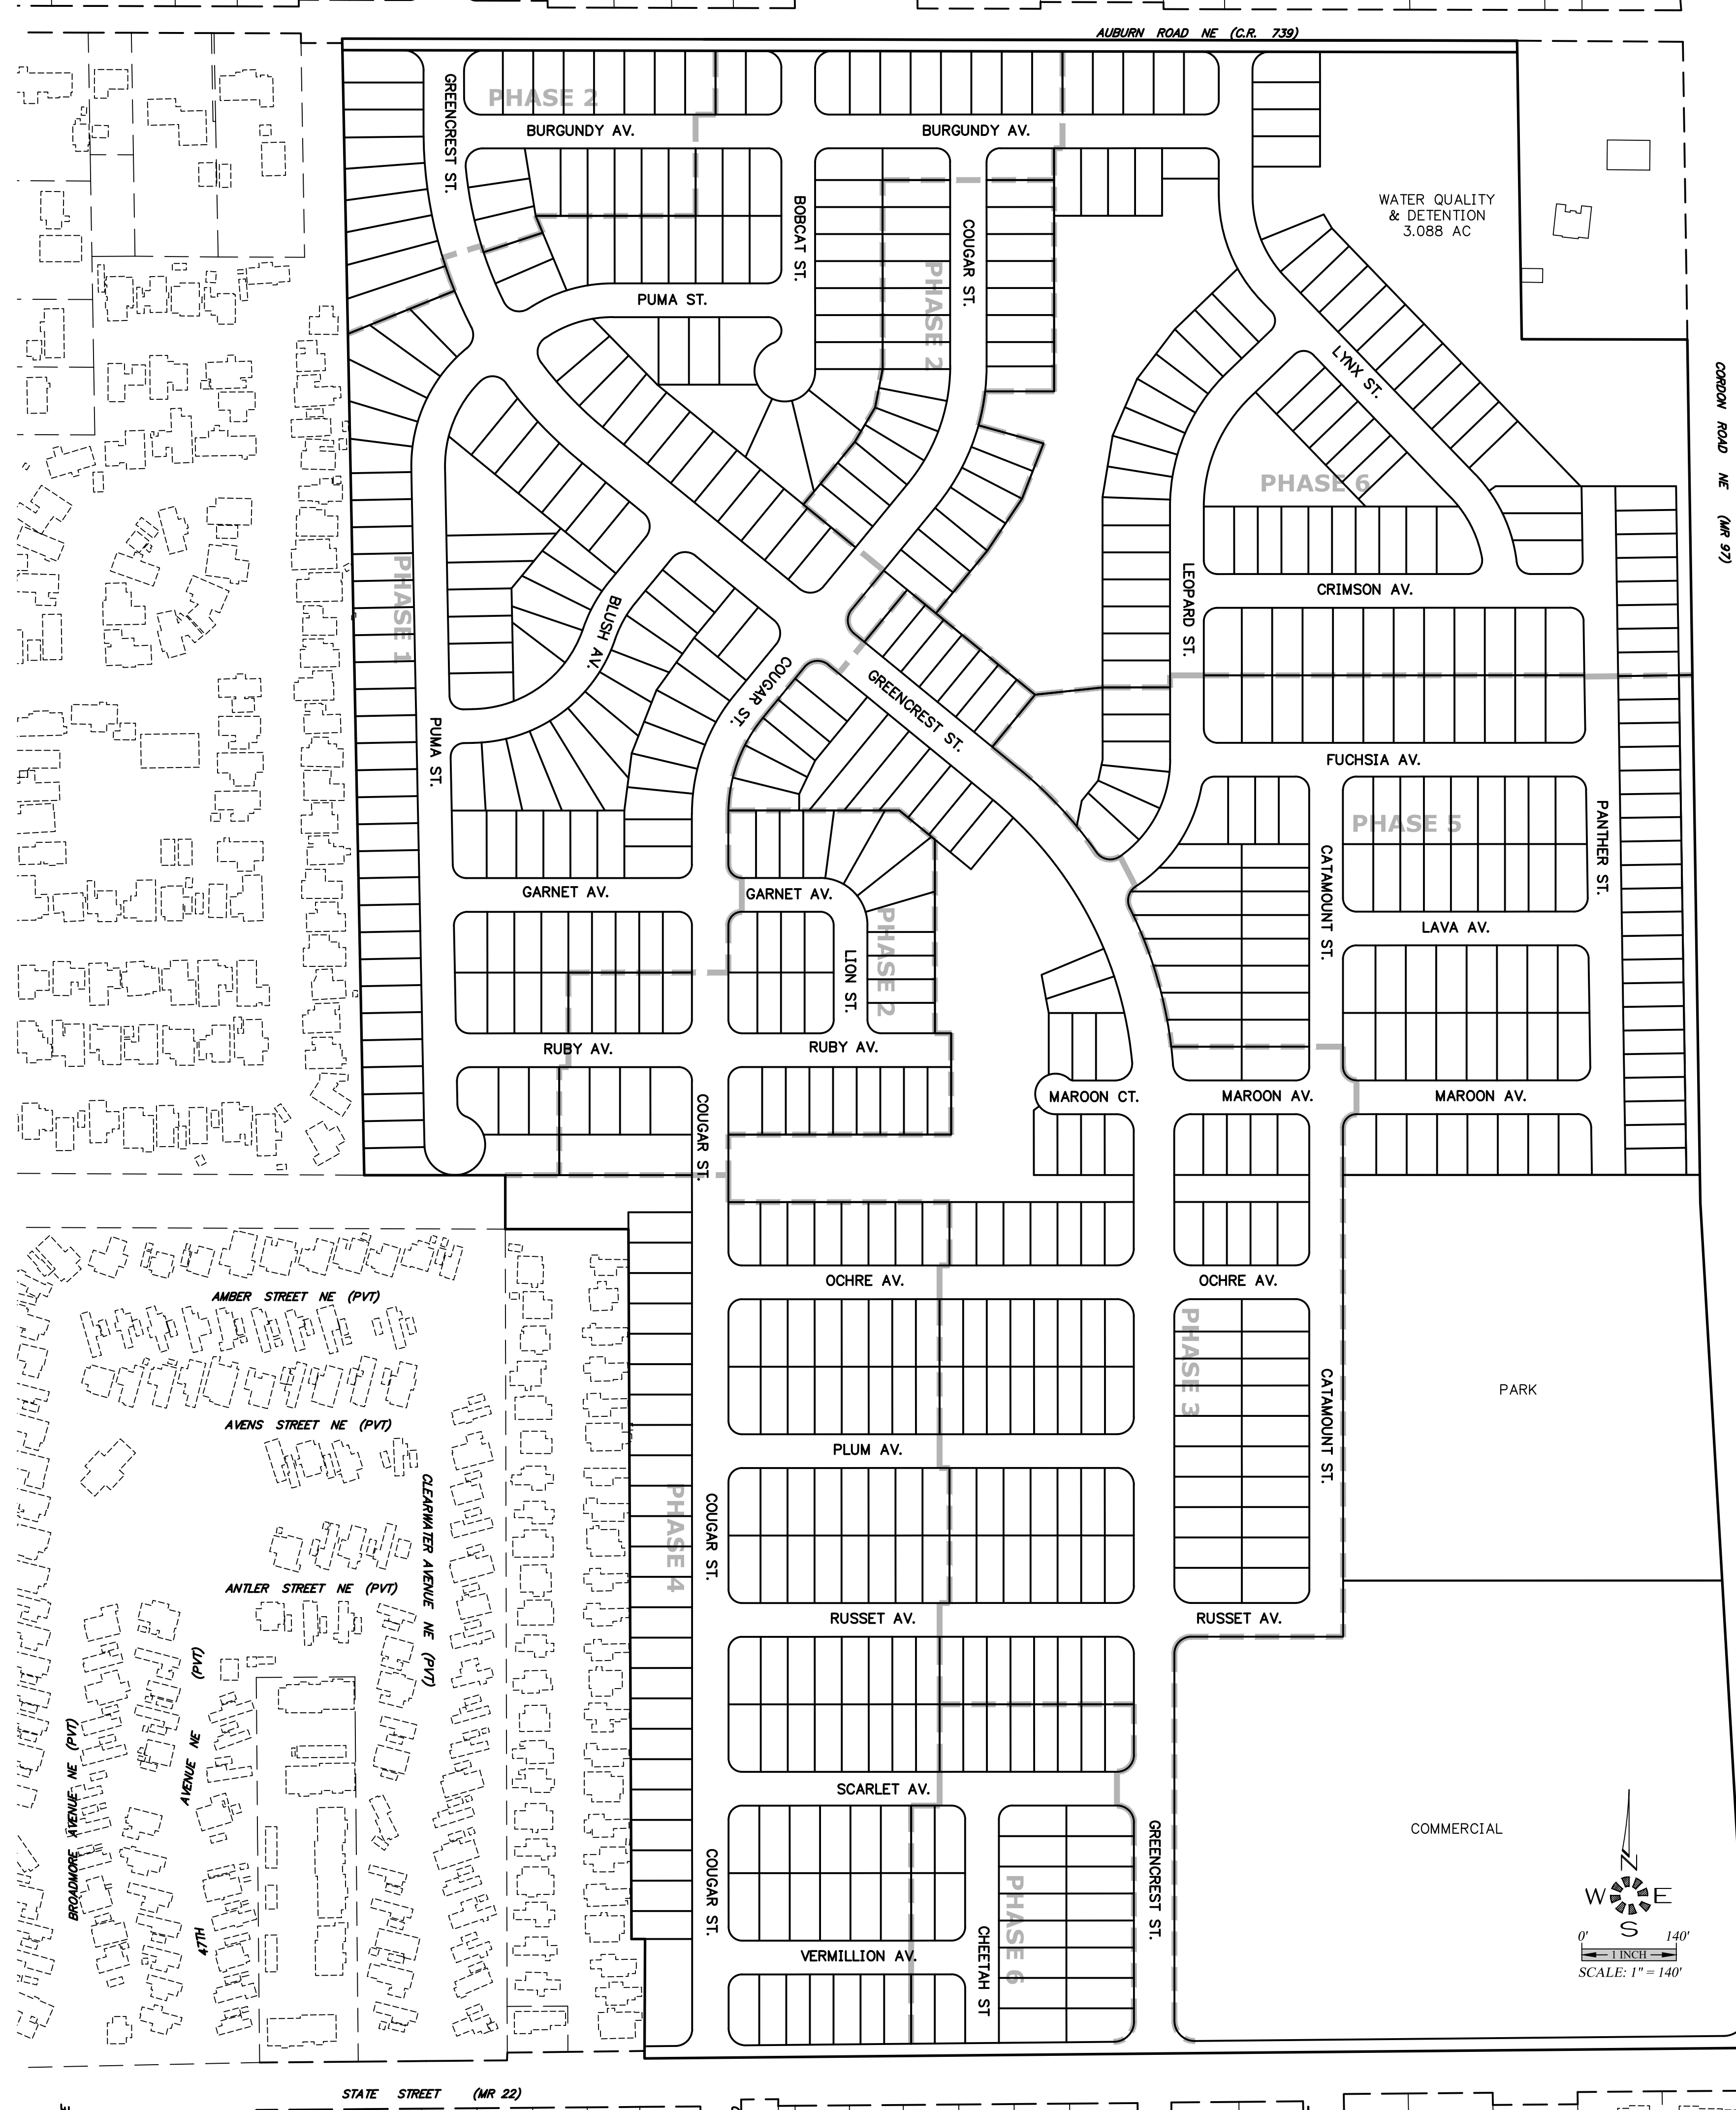 AUBURN ROAD NE (C.R. 739)
GREENCREST ST.
PHASE 2
BURGUNDY AV.
BURGUNDY AV.
BOBCAT ST.
COUGAR ST.
PHASE 2
WATER QUALITY
& DETENTION
3.088 AC
PUMA ST.
LYNX ST.
CORDON ROAD NE (MR 97)
PHASE 6
PHASE 1
BLUSH AV.
LEOPARD ST.
CRIMSON AV.
COUGAR ST.
GREENCREST ST.
PUMA ST.
FUCHSIA AV.
PHASE 5
PANTHER ST.
CATAMOUNT ST.
GARNET AV.
GARNET AV.
PHASE 2
LAVA AV.
LION ST.
RUBY AV.
RUBY AV.
COUGAR ST.
MAROON CT.
MAROON AV.
MAROON AV.
OCHRE AV.
OCHRE AV.
AMBER STREET NE (PVT)
PHASE 3
PARK
CATAMOUNT ST.
AVENS STREET NE (PVT)
PLUM AV.
CLEARWATER AVENUE NE (PVT)
PHASE 4
COUGAR ST.
ANTLER STREET NE (PVT)
RUSSET AV.
RUSSET AV.
BROADMORE AVENUE NE (PVT)
47TH AVENUE NE (PVT)
SCARLET AV.
COMMERCIAL
COUGAR ST.
GREENCREST ST.
PHASE 6
CHEETAH ST
VERMILLION AV.
N
W E
S
0' 140'
1 INCH
SCALE: 1" = 140'
STATE STREET (MR 22)